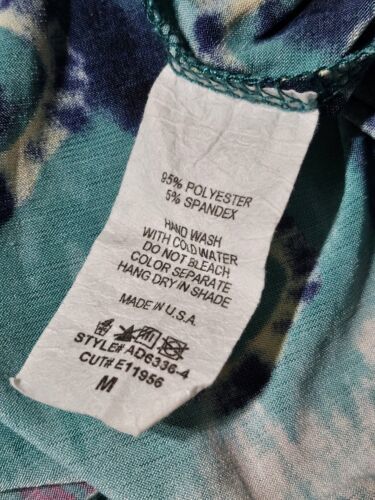 95% POLYESTER
5% SPANDEX
HAND WASH
WITH COLD WATER
DO NOT BLEACH
COLOR SEPARATE
HANG DRY IN SHADE
MADE IN U.S.A.
STYLE# AD6336-4
CUT# E11956
M